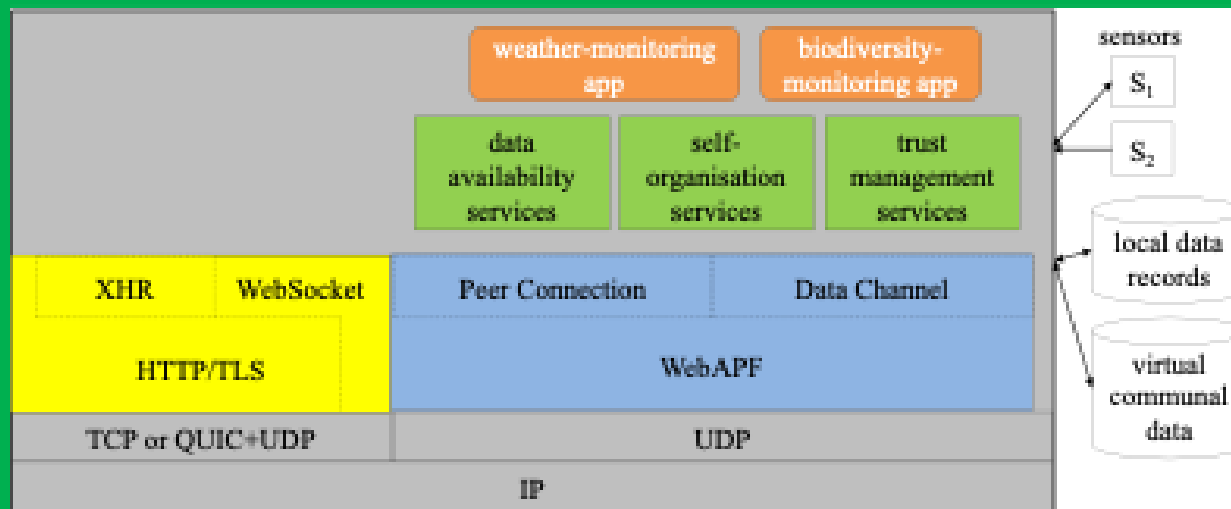 weather-monitoring
app
biodiversity-
monitoring app
sensors
S1
S2
data
availability
services
self-
organisation
services
trust
management
services
local data
records
XHR
WebSocket
Peer Connection
Data Channel
HTTP/TLS
WebAPF
virtual
communal
data
TCP or QUIC+UDP
UDP
IP